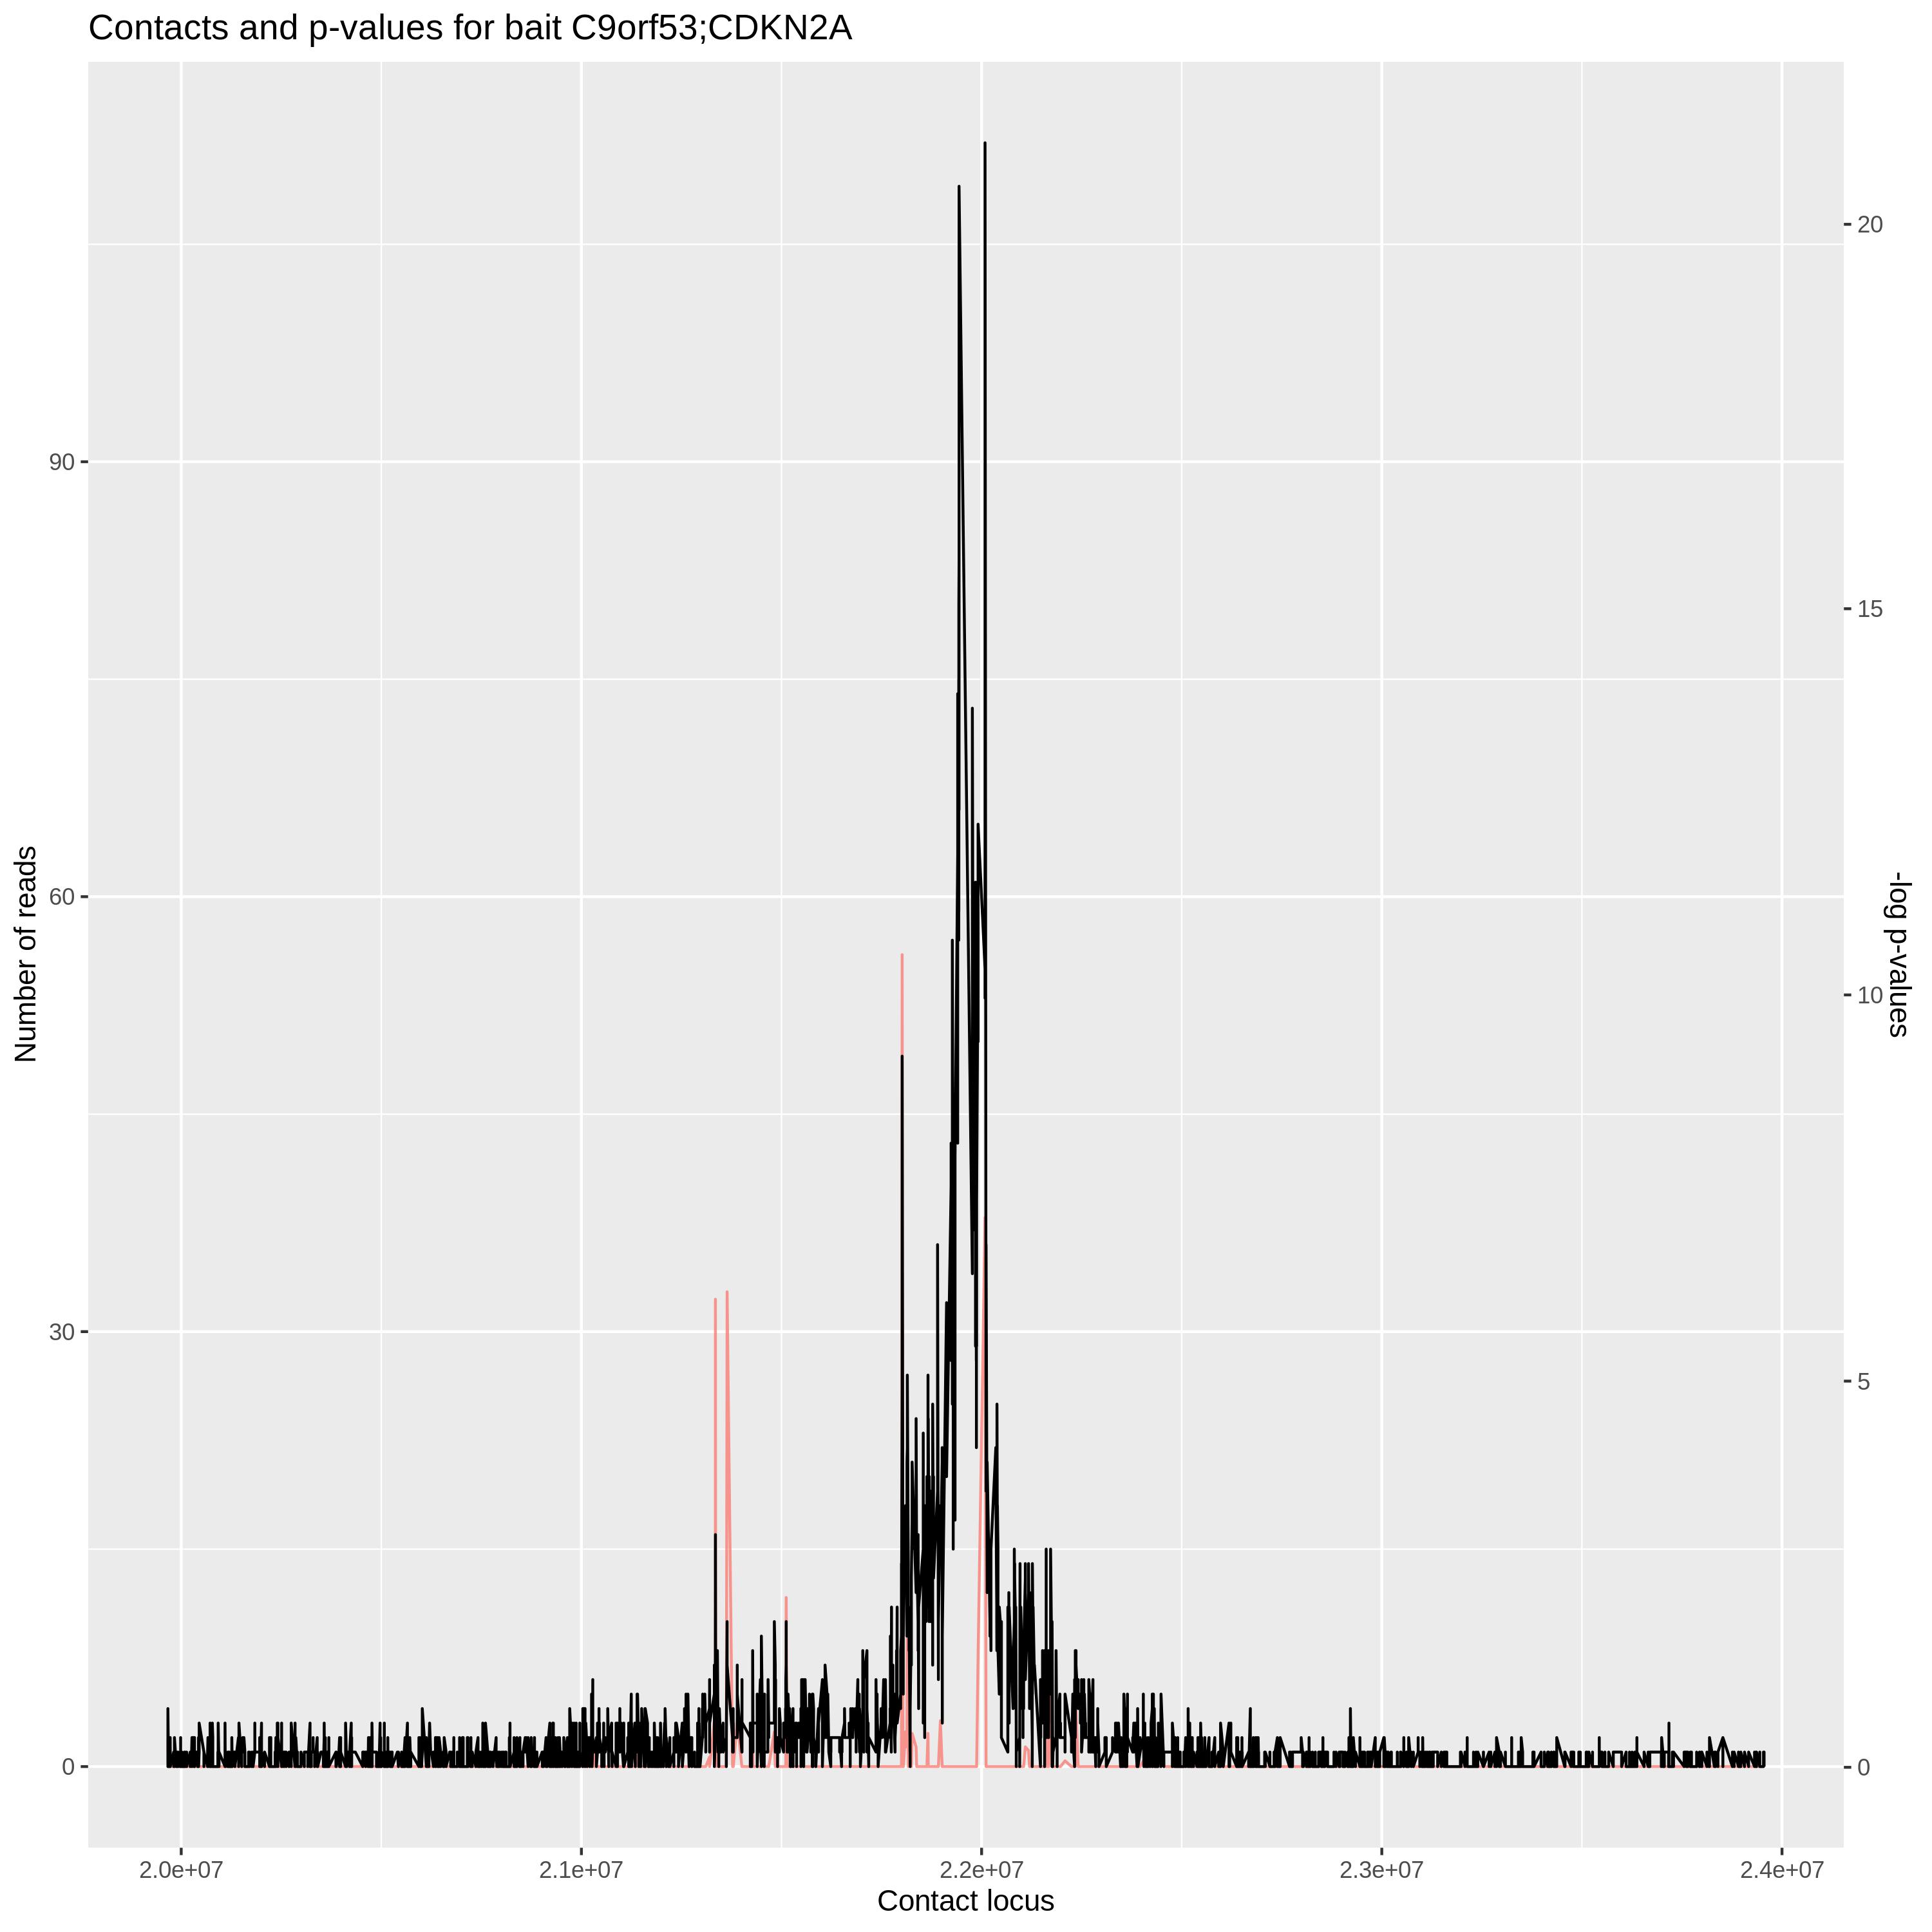 Contacts and p-values for bait C9orf53;CDKN2A
Number of reads
90
60
30
0
20
15
10
5
0
-log p-values
2.0e+07
2.1e+07
2.2e+07
2.3e+07
2.4e+07
Contact locus